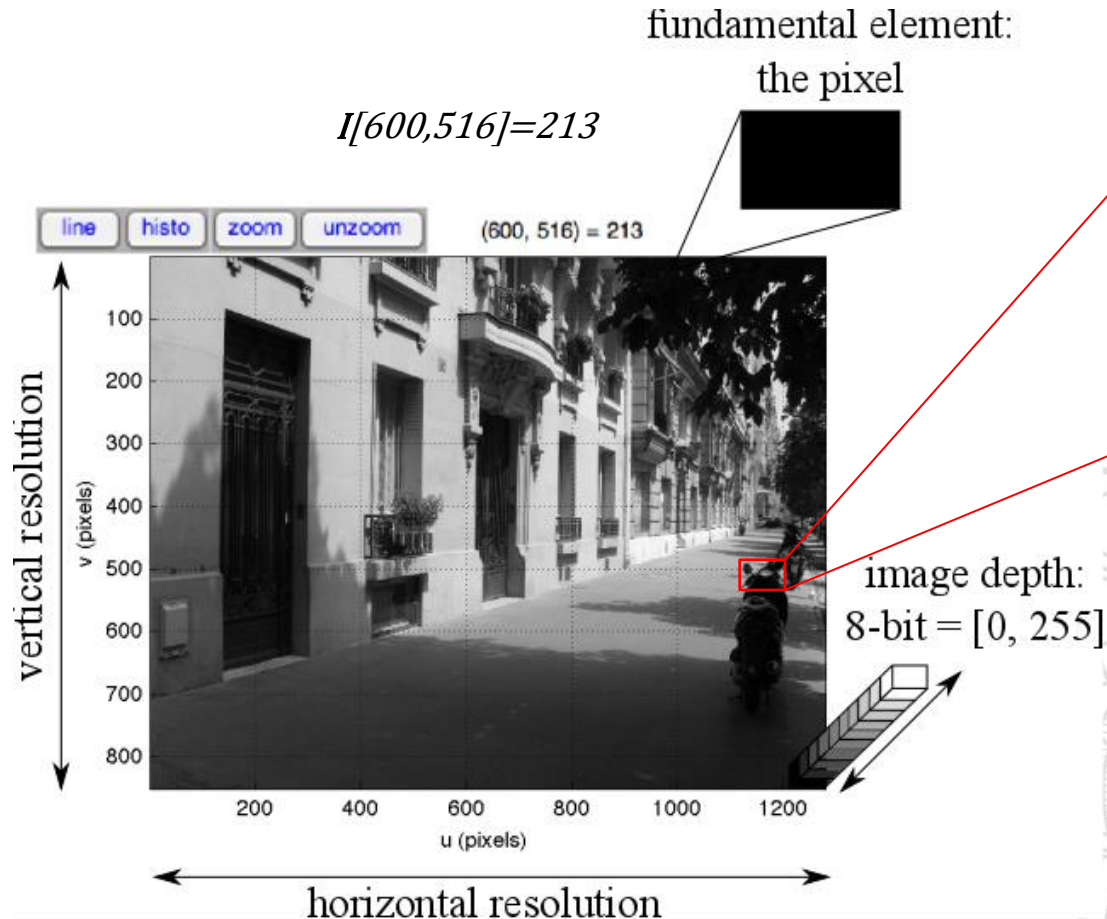 fundamental element:
the pixel
I[600,516]=213
line histo zoom unzoom
(600, 516) = 213
100
200
300
400
500
600
700
800
v (pixels)
vertical resolution
image depth:
8-bit = [0, 255]
200 400 600 800 1000 1200
u (pixels)
horizontal resolution